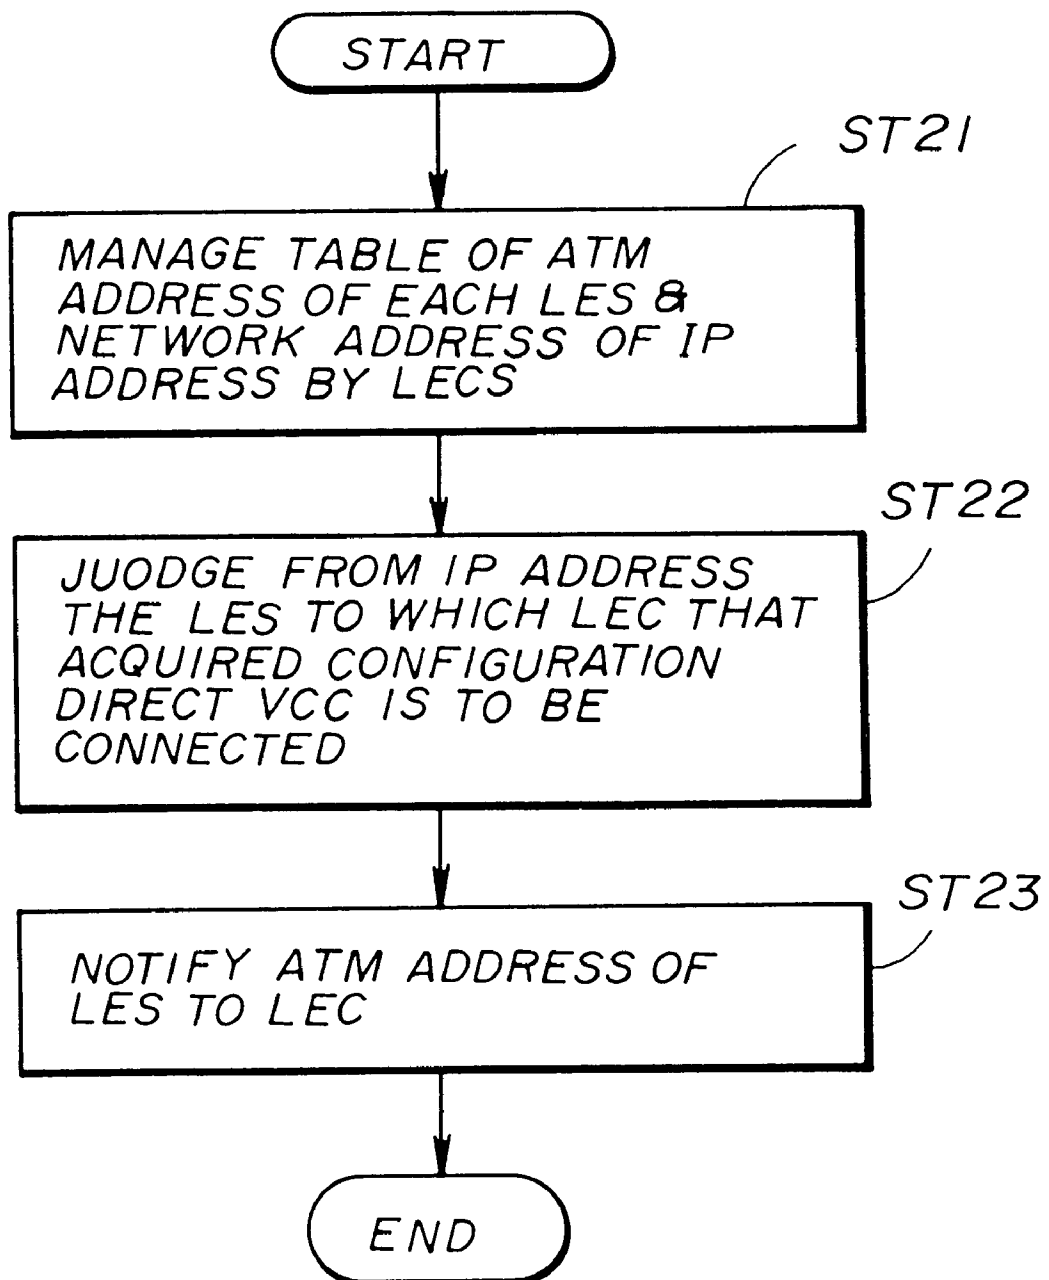 START
ST21
MANAGE TABLE OF ATM
ADDRESS OF EACH LES &
NETWORK ADDRESS OF IP
ADDRESS BY LECS
ST22
JUODGE FROM IP ADDRESS
THE LES TO WHICH LEC THAT
ACQUIRED CONFIGURATION
DIRECT VCC IS TO BE
CONNECTED
ST23
NOTIFY ATM ADDRESS OF
LES TO LEC
END